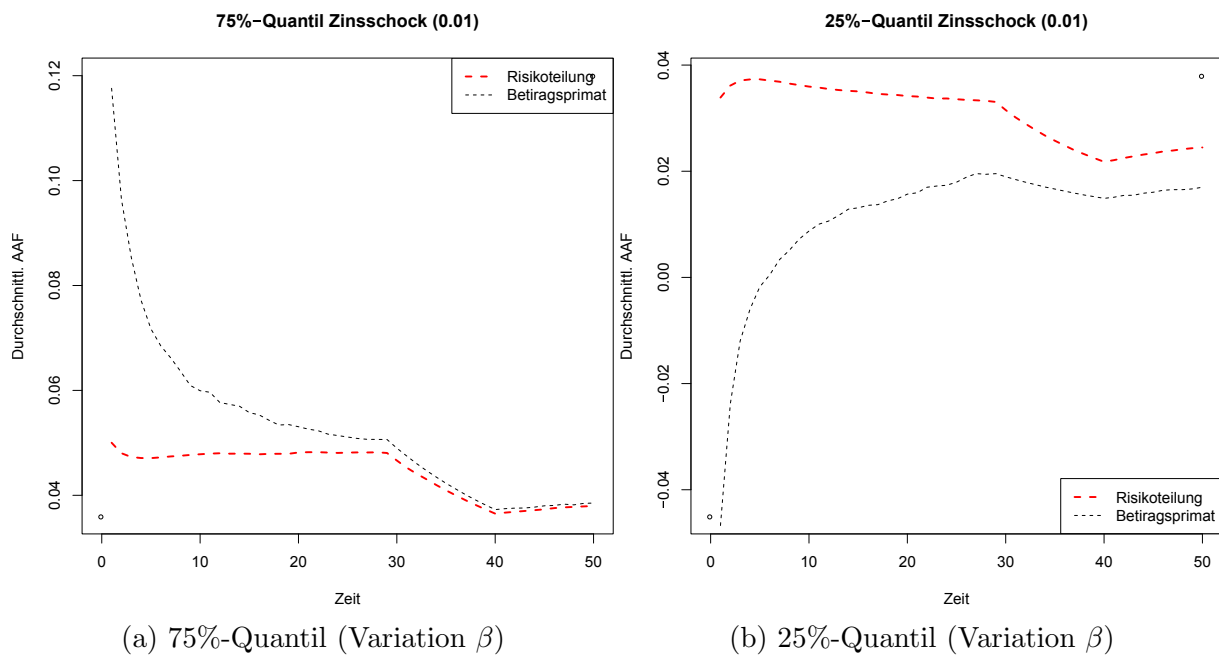 75%−Quantil Zinsschock (0.01)
Durchschnittl. AAF
0.12
0.10
0.08
0.06
0.04
Risikoteilung
Betiragsprimat
0 10 20 30 40 50
Zeit
(a) 75%-Quantil (Variation β)
25%−Quantil Zinsschock (0.01)
Durchschnittl. AAF
0.04
0.02
0.00
−0.02
−0.04
Risikoteilung
Betiragsprimat
0 10 20 30 40 50
Zeit
(b) 25%-Quantil (Variation β)